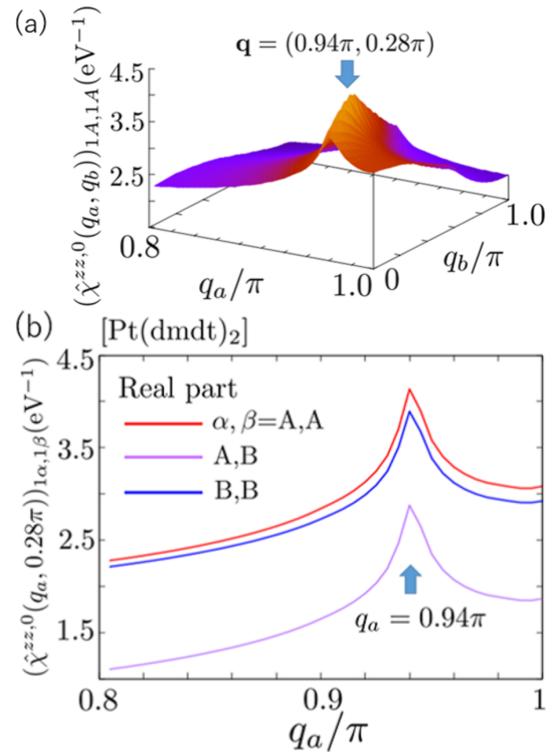 (a)
q = (0.94π, 0.28π)
(χ̂^{zz,0}(q_a, q_b))_{1A,1A}(eV⁻¹)
4.5
3.5
2.5
0.8
q_a/π
1.0
0
q_b/π
1.0
(b) [Pt(dmdt)₂]
(χ̂^{zz,0}(q_a, 0.28π))_{1α,1β}(eV⁻¹)
4.5
3.5
2.5
1.5
Real part
α, β=A,A
A,B
B,B
q_a = 0.94π
0.8 0.9 1
q_a/π